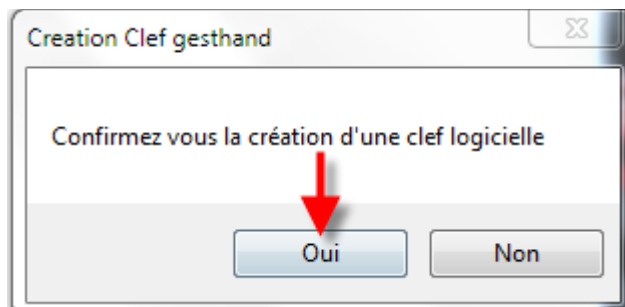 Creation Clef gesthand
Confirmez vous la création d'une clef logicielle
Oui
Non